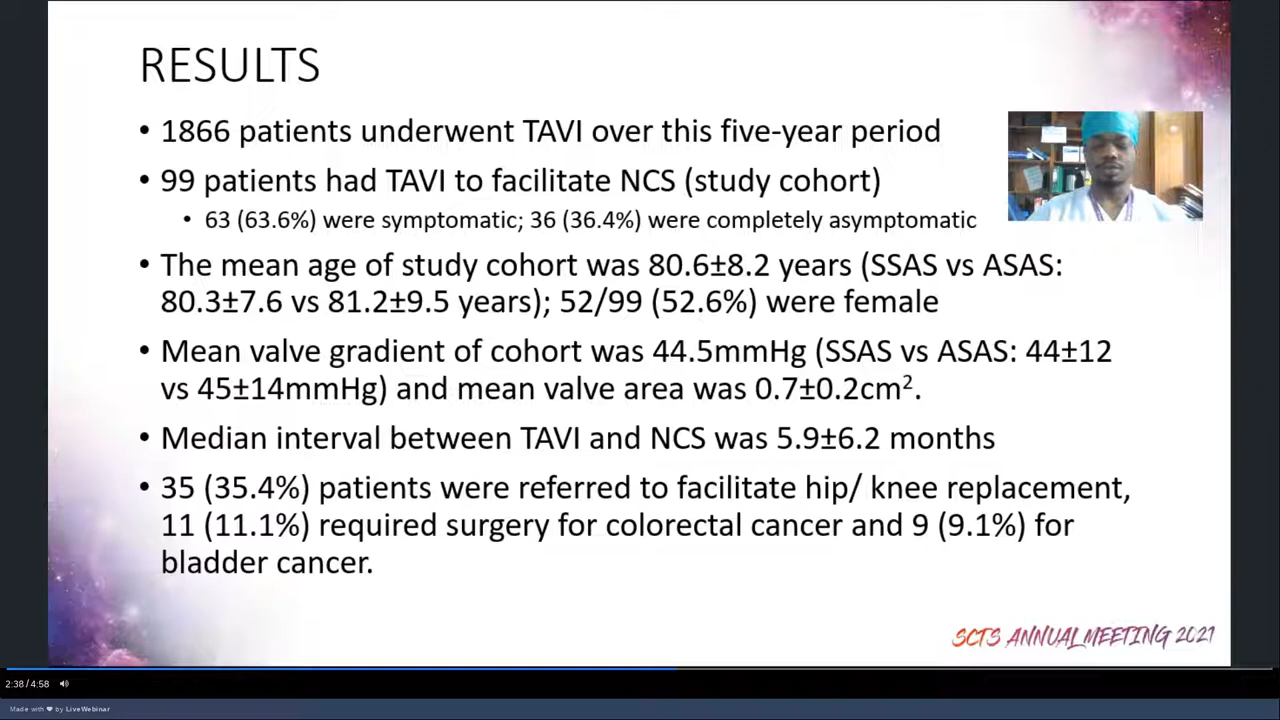 RESULTS
• 1866 patients underwent TAVI over this five-year period
• 99 patients had TAVI to facilitate NCS (study cohort)
• 63 (63.6%) were symptomatic; 36 (36.4%) were completely asymptomatic
• The mean age of study cohort was 80.6±8.2 years (SSAS vs ASAS:
80.3±7.6 vs 81.2±9.5 years); 52/99 (52.6%) were female
• Mean valve gradient of cohort was 44.5mmHg (SSAS vs ASAS: 44±12
vs 45±14mmHg) and mean valve area was 0.7±0.2cm².
• Median interval between TAVI and NCS was 5.9±6.2 months
• 35 (35.4%) patients were referred to facilitate hip/ knee replacement,
11 (11.1%) required surgery for colorectal cancer and 9 (9.1%) for
bladder cancer.
SCTS ANNUAL MEETING 2021
2:38 / 4:58
Made with ❤ by LiveWebinar